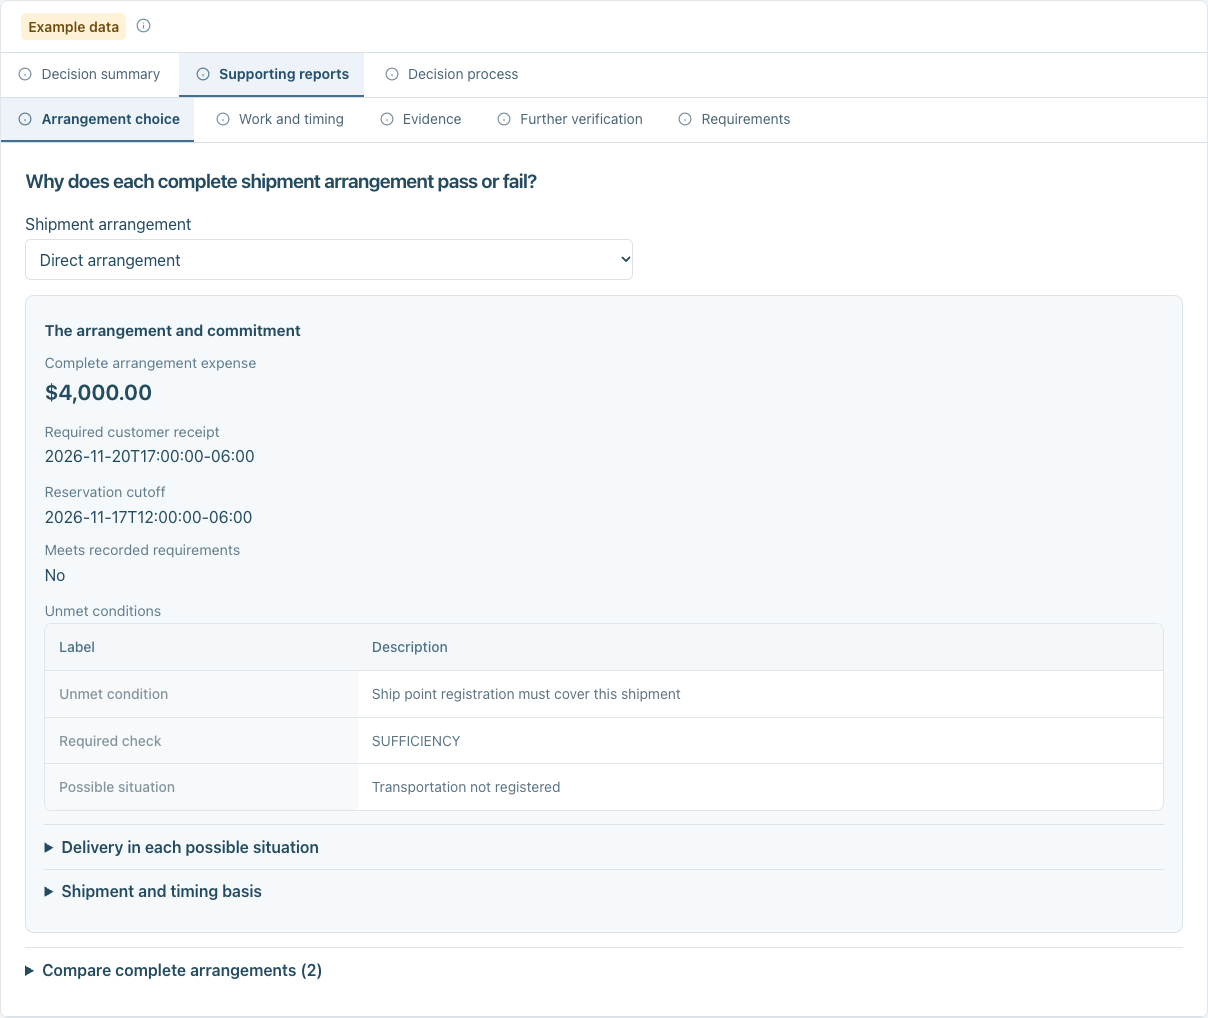 Example data
Decision summary
Supporting reports
Decision process
Arrangement choice
Work and timing
Evidence
Further verification
Requirements
Why does each complete shipment arrangement pass or fail?
Shipment arrangement
Direct arrangement
The arrangement and commitment
Complete arrangement expense
$4,000.00
Required customer receipt
2026-11-20T17:00:00-06:00
Reservation cutoff
2026-11-17T12:00:00-06:00
Meets recorded requirements
No
Unmet conditions
Label Description
Unmet condition Ship point registration must cover this shipment
Required check SUFFICIENCY
Possible situation Transportation not registered
Delivery in each possible situation
Shipment and timing basis
Compare complete arrangements (2)